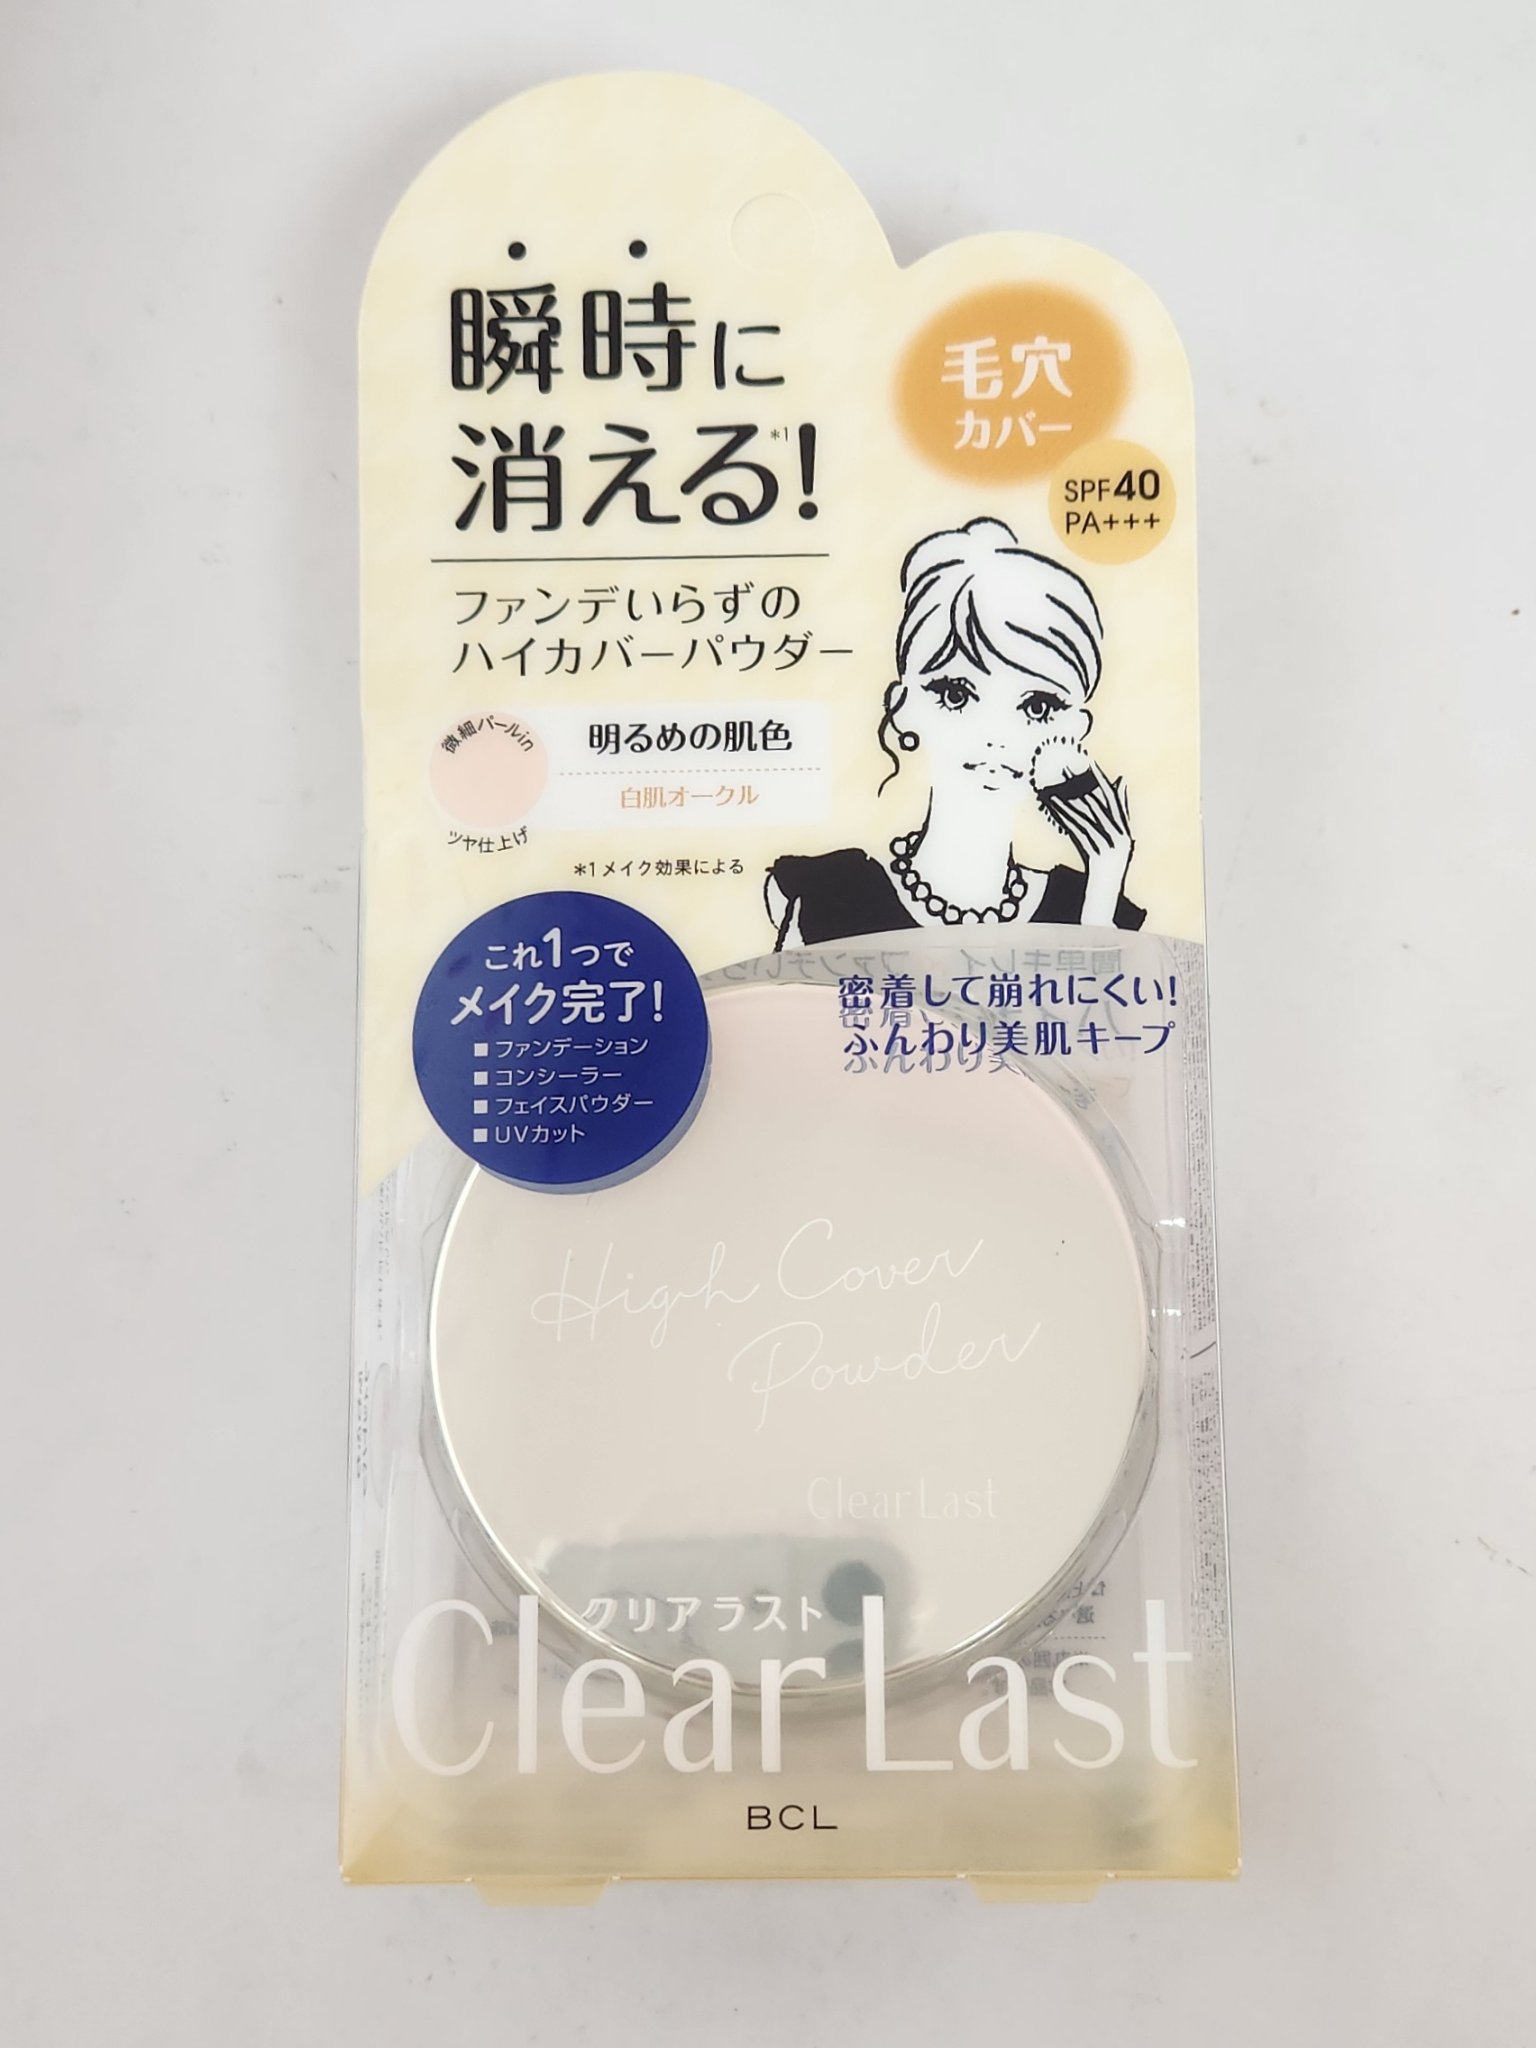 瞬時に
消える!
*1
毛穴
カバー
SPF40
PA+++
ファンデいらずの
ハイカバーパウダー
微細パールin
ツヤ仕上げ
明るめの肌色
白肌オークル
*1メイク効果による
これ1つで
メイク完了!
■ ファンデーション
■ コンシーラー
■ フェイスパウダー
■ UVカット
密着して崩れにくい!
ふんわり美肌キープ
High Cover
Powder
Clear Last
クリアラスト
Clear Last
BCL